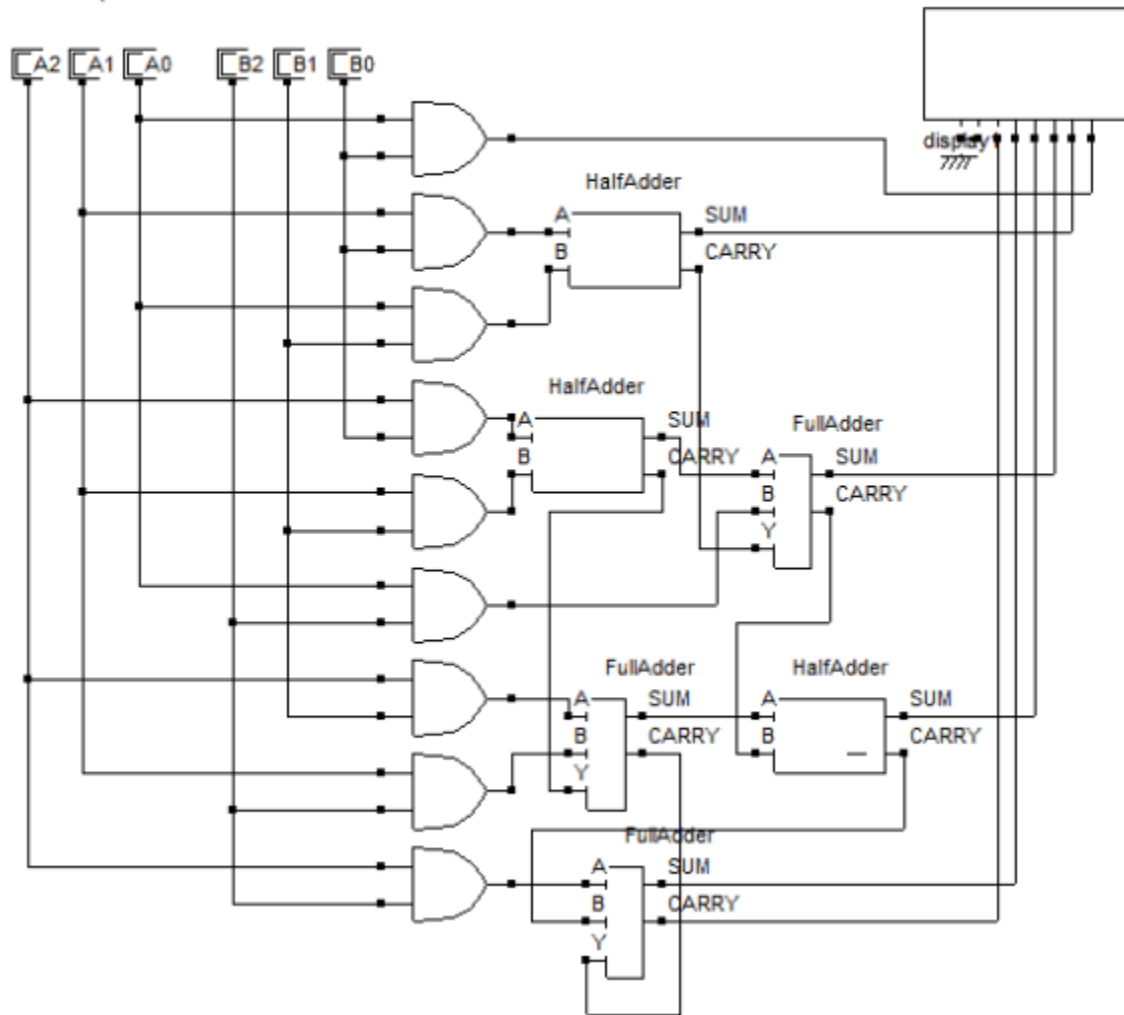 A2 A1 A0 B2 B1 B0
display1
HalfAdder
A SUM
B CARRY
HalfAdder
A SUM
B CARRY
FullAdder
A SUM
B CARRY
Y
FullAdder
A SUM
B CARRY
Y
HalfAdder
A SUM
B CARRY
FullAdder
A SUM
B CARRY
Y